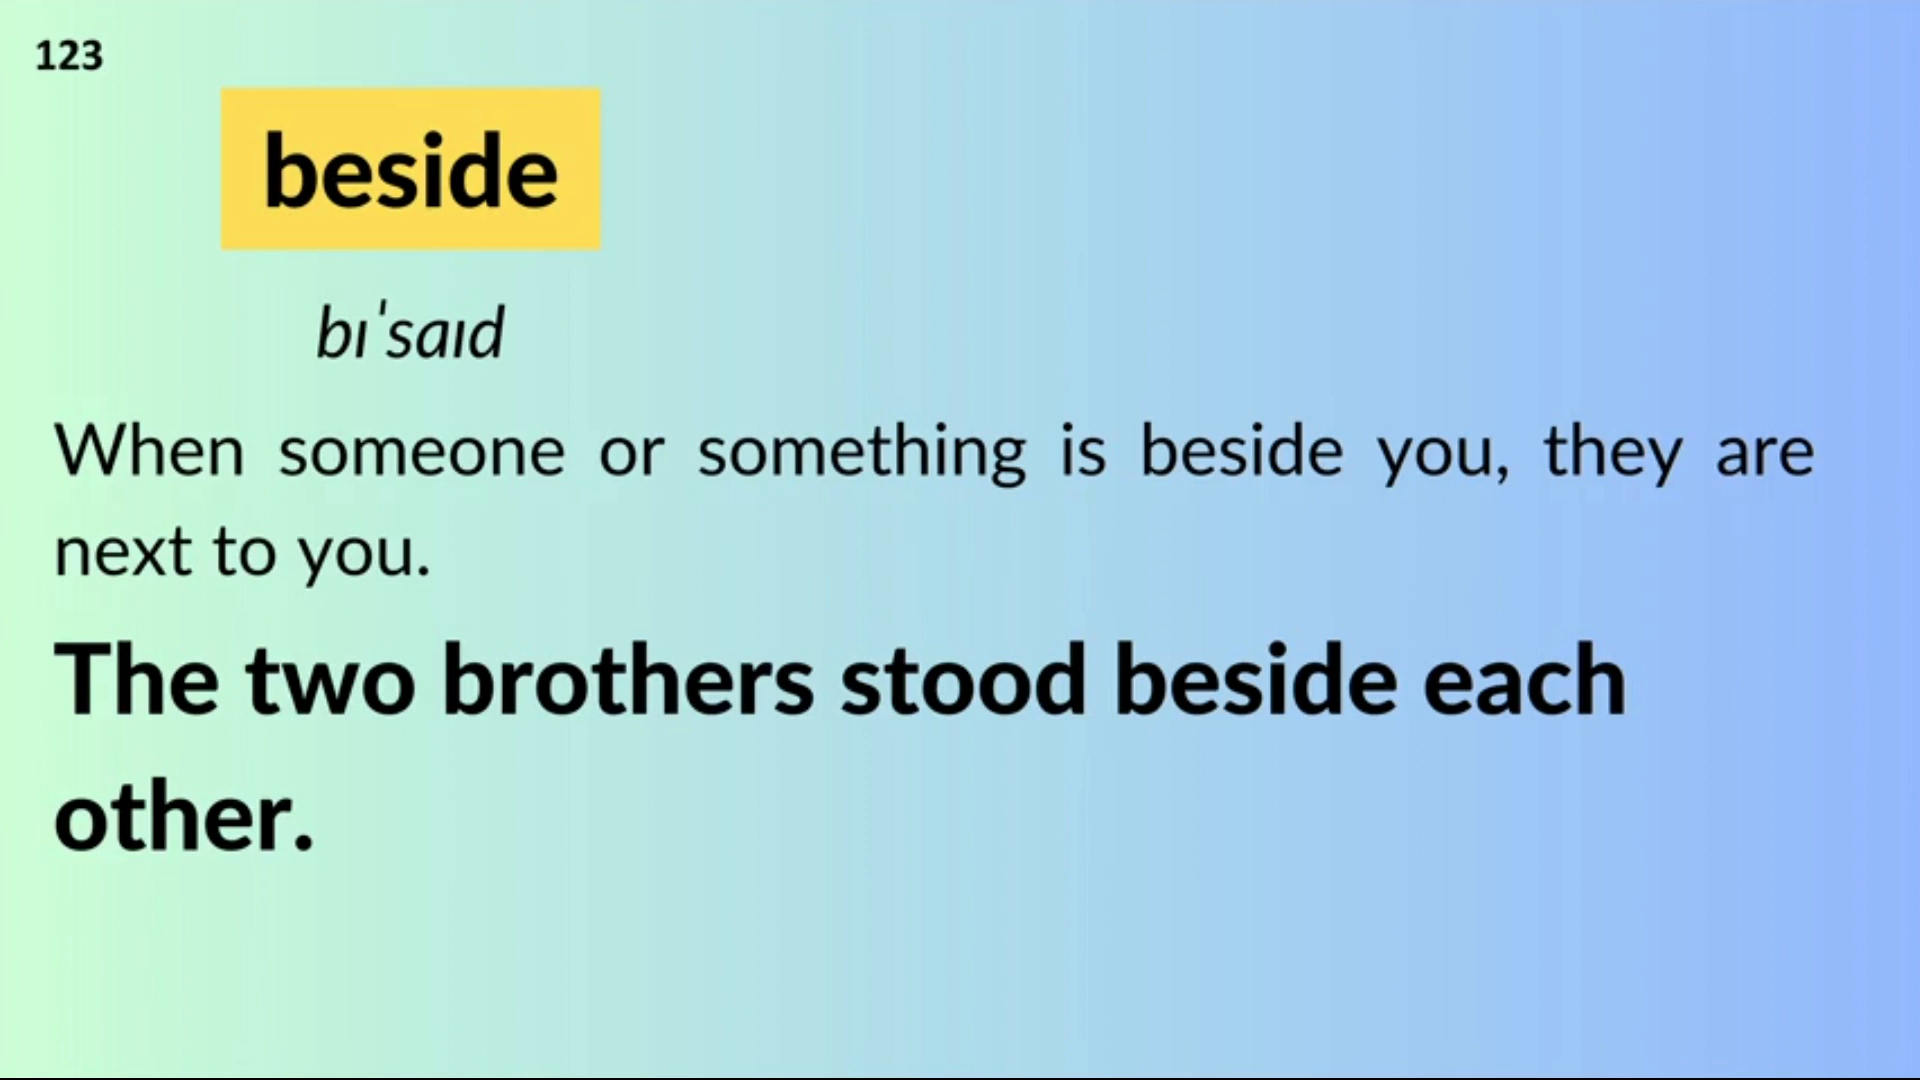 123
beside
bɪˈsaɪd
When someone or something is beside you, they are
next to you.
The two brothers stood beside each
other.